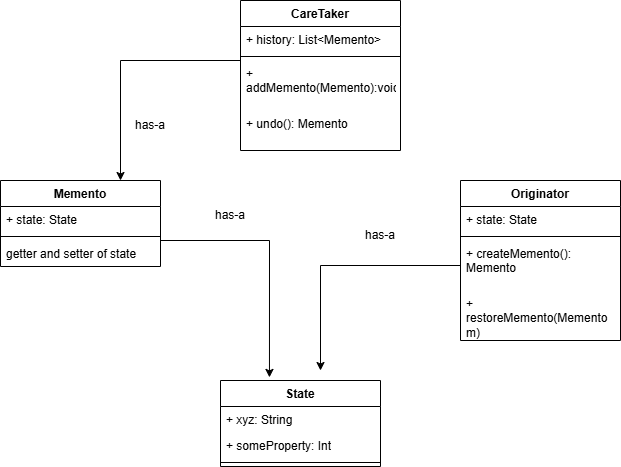 CareTaker
+ history: List<Memento>
+
addMemento(Memento):void
+ undo(): Memento
has-a
Memento
+ state: State
getter and setter of state
has-a
Originator
+ state: State
+ createMemento():
Memento
+
restoreMemento(Memento
m)
has-a
State
+ xyz: String
+ someProperty: Int